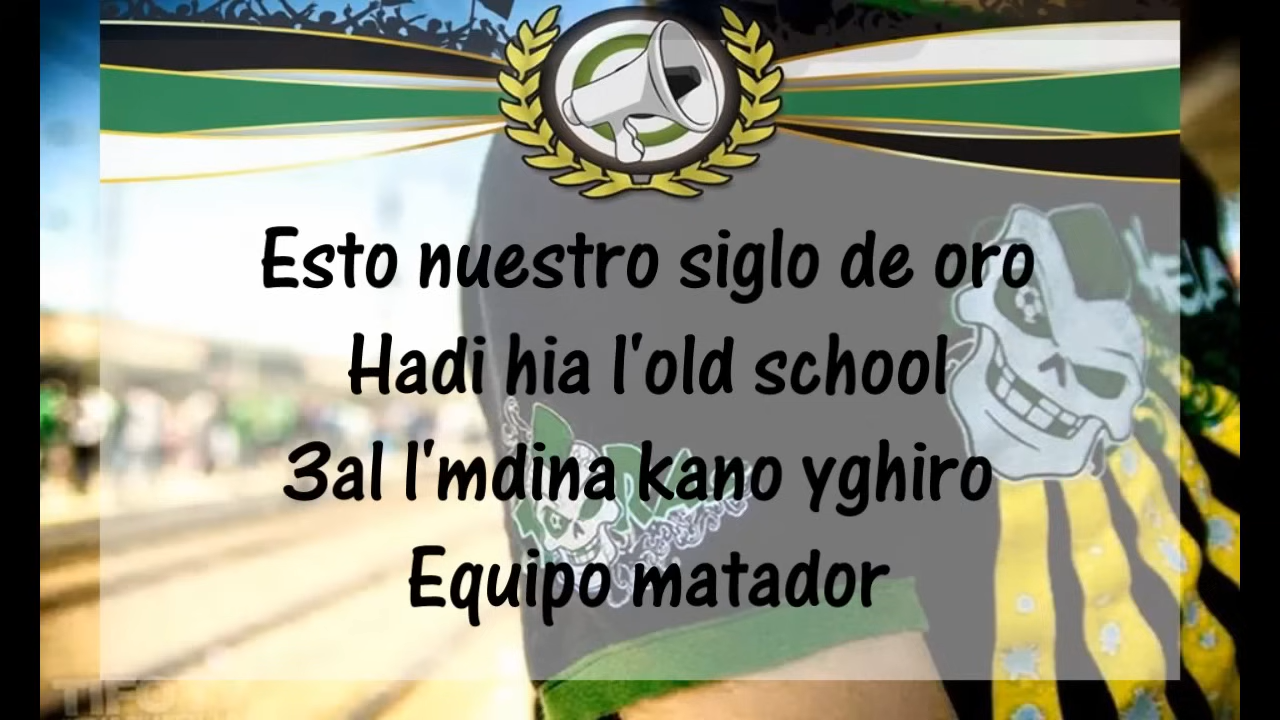 Esto nuestro siglo de oro
Hadi hia l'old school
3al l'mdina kano yghiro
Equipo matador